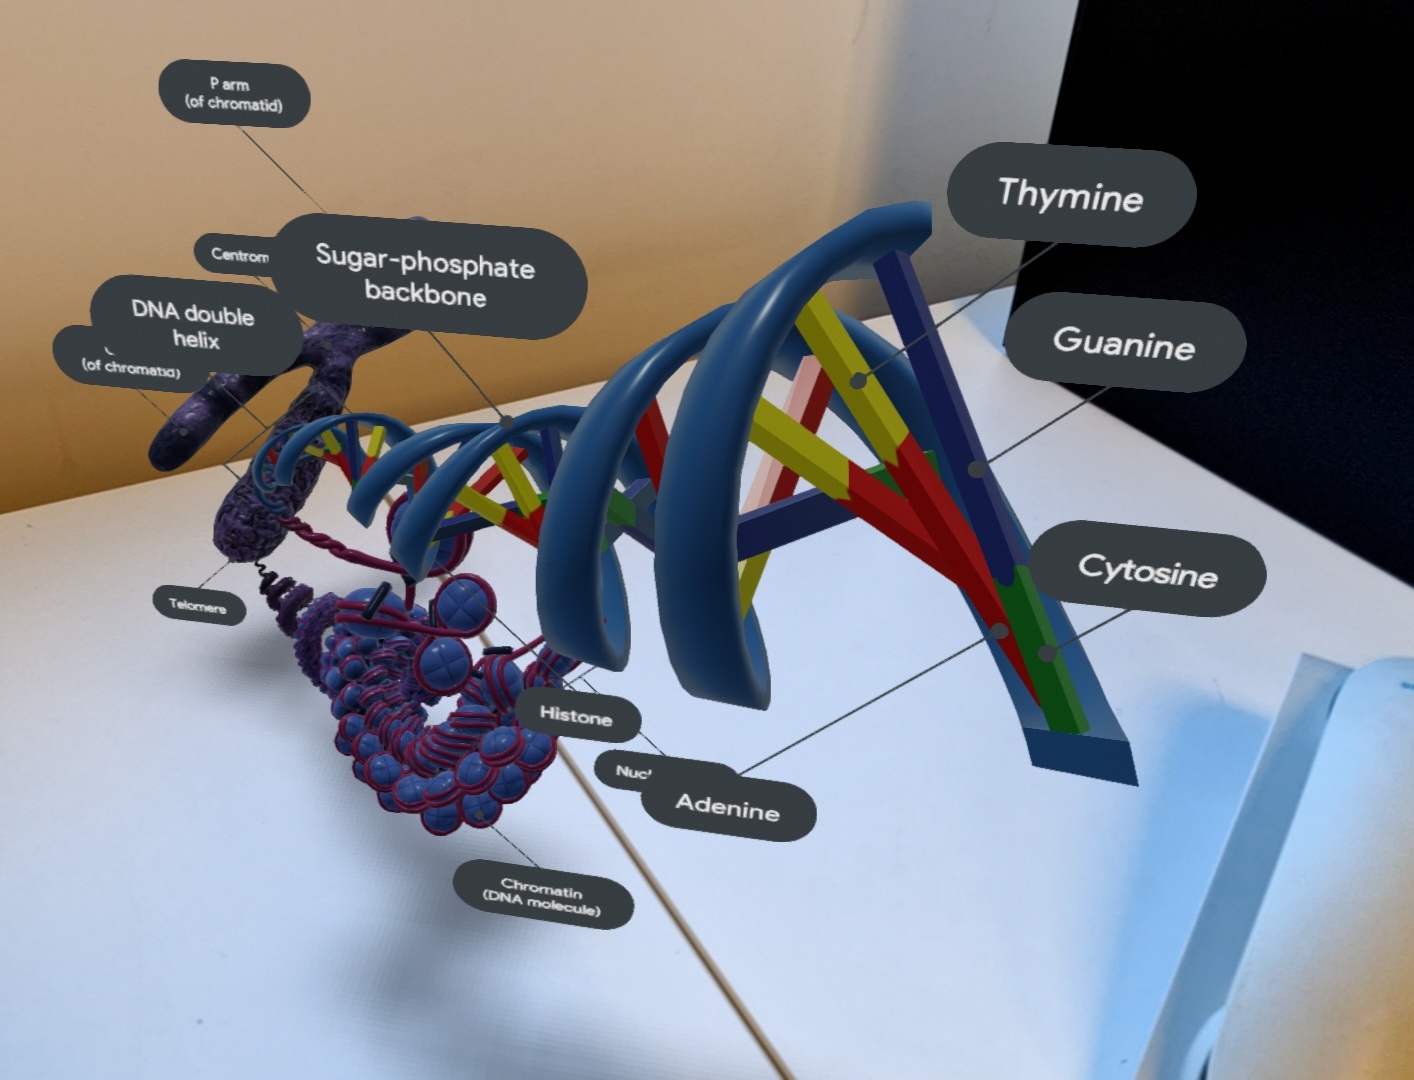 P arm
(of chromatid)
Thymine
Sugar-phosphate
backbone
DNA double
helix
(of chromatid)
Guanine
Cytosine
Telomere
Histone
Adenine
Chromatin
(DNA molecule)